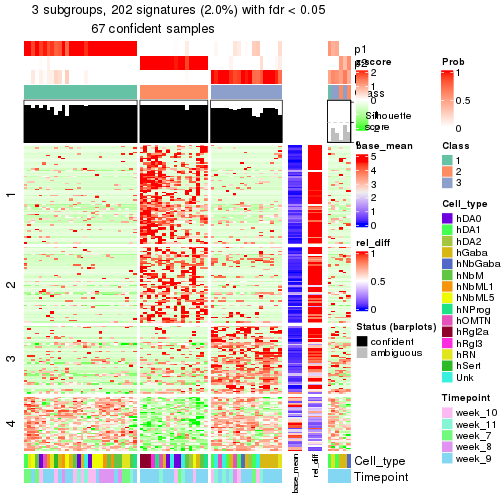 3 subgroups, 202 signatures (2.0%) with fdr < 0.05
67 confident samples
p1
p2
p3
Class
Silhouette
score
1
2
3
4
base_mean
rel_diff
Cell_type
Timepoint
z-score
2
1
0
-1
-2
base_mean
5
4
3
2
1
0
rel_diff
1
0.5
0
Status (barplots)
confident
ambiguous
Prob
1
0.5
0
Class
1
2
3
Cell_type
hDA0
hDA1
hDA2
hGaba
hNbGaba
hNbM
hNbML1
hNbML5
hNProg
hOMTN
hRgl2a
hRgl3
hRN
hSert
Unk
Timepoint
week_10
week_11
week_7
week_8
week_9